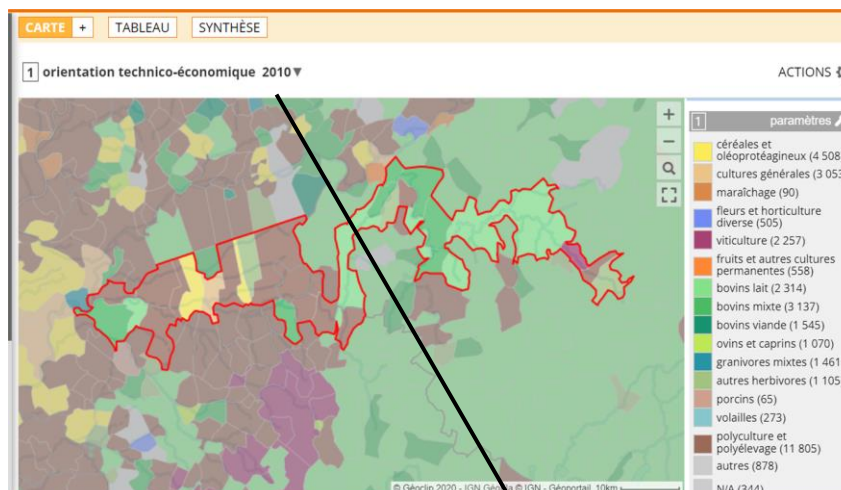 CARTE + TABLEAU SYNTHÈSE
1 orientation technico-économique 2010▼
ACTIONS
1 paramètres
céréales et
oléoprotéagineux (4 508
cultures générales (3 053
maraîchage (90)
fleurs et horticulture
diverse (505)
viticulture (2 257)
fruits et autres cultures
permanentes (558)
bovins lait (2 314)
bovins mixte (3 137)
bovins viande (1 545)
ovins et caprins (1 070)
granivores mixtes (1 461
autres herbivores (1 105
porcins (65)
volailles (273)
polyculture et
polyélevage (11 805)
autres (878)
N/A (344)
© Géoclip 2020 - IGN © IGN - Géoportail 10km